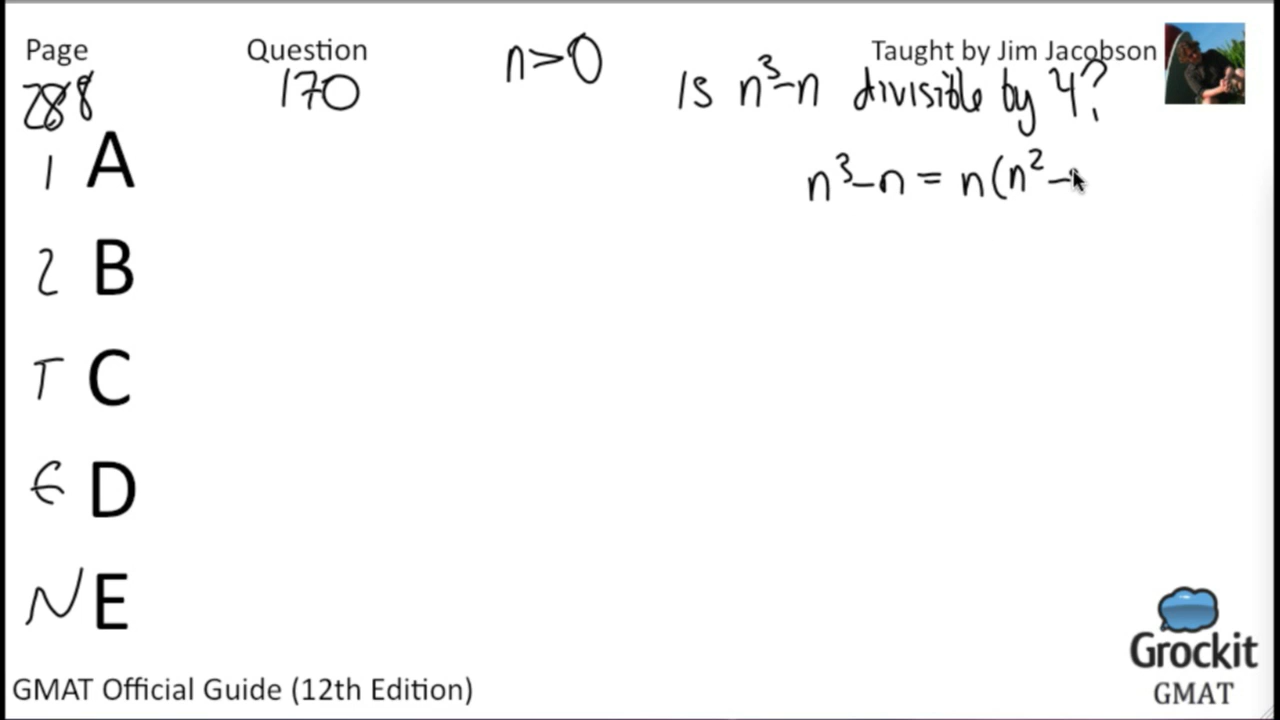 Page Question n>0 Taught by Jim Jacobson
288 170 Is n³-n divisible by 4?
1 A n³-n = n(n²-
2 B
T C
E D
N E
Grockit
GMAT
GMAT Official Guide (12th Edition)